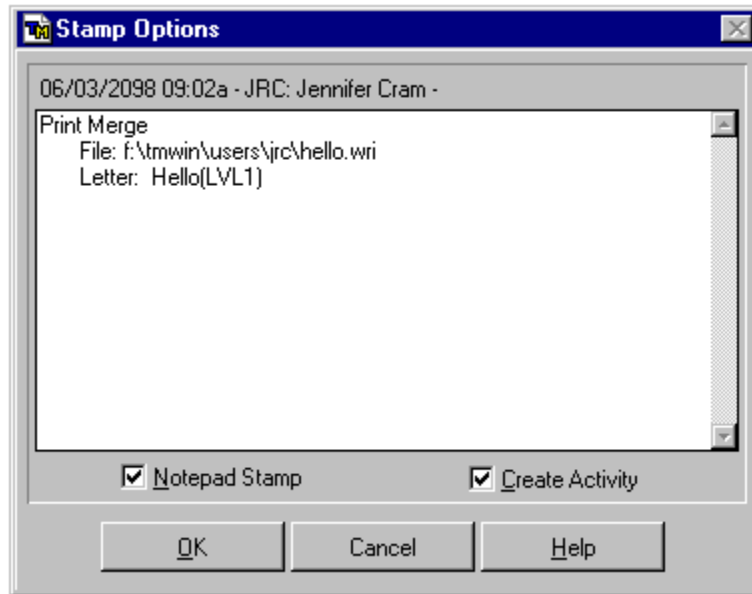 TM Stamp Options
06/03/2098 09:02a - JRC: Jennifer Cram -
Print Merge
File: f:\tmwin\users\jrc\hello.wri
Letter:  Hello(LVL1)
Notepad Stamp
Create Activity
OK
Cancel
Help